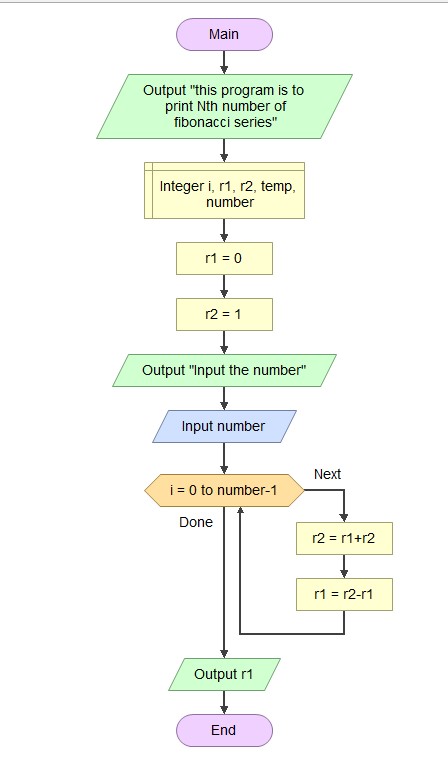 Main
Output "this program is to
print Nth number of
fibonacci series"
Integer i, r1, r2, temp,
number
r1 = 0
r2 = 1
Output "Input the number"
Input number
i = 0 to number-1
Next
Done
r2 = r1+r2
r1 = r2-r1
Output r1
End